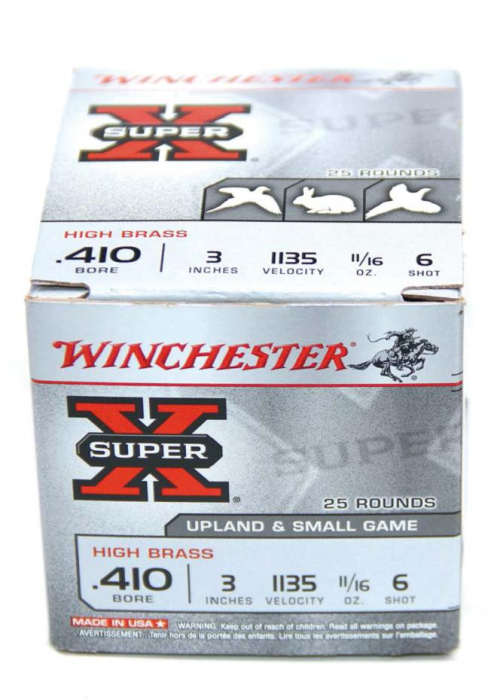 WINCHESTER
X
SUPER ®
SUPE
25 ROUNDS
HIGH BRASS
.410 3 1135 11/16 6
BORE INCHES VELOCITY OZ. SHOT
WINCHESTER®
X
SUPER ®
SUPER
25 ROUNDS
UPLAND & SMALL GAME
HIGH BRASS
.410 3 1135 11/16 6
BORE INCHES VELOCITY OZ. SHOT
MADE IN USA ★ WARNING: Keep out of reach of children. Read all warnings on package.
AVERTISSEMENT: Tenir hors de la portée des enfants. Lire tous les avertissements sur l'emballage.